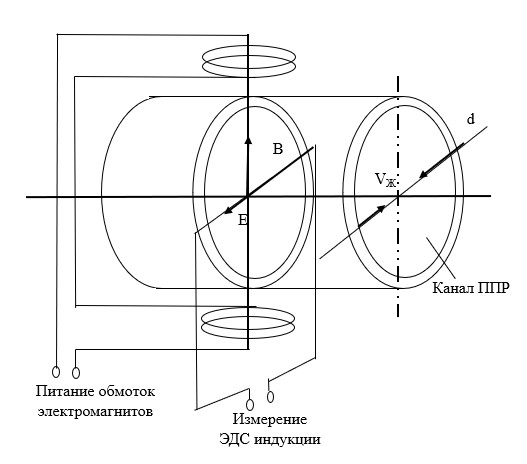 d
B
Vж
E
Канал ППР
Питание обмоток
электромагнитов
Измерение
ЭДС индукции